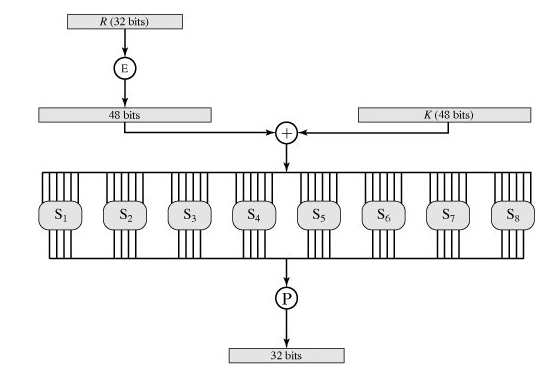 R (32 bits)
E
48 bits
K (48 bits)
+
S₁ S₂ S₃ S₄ S₅ S₆ S₇ S₈
P
32 bits